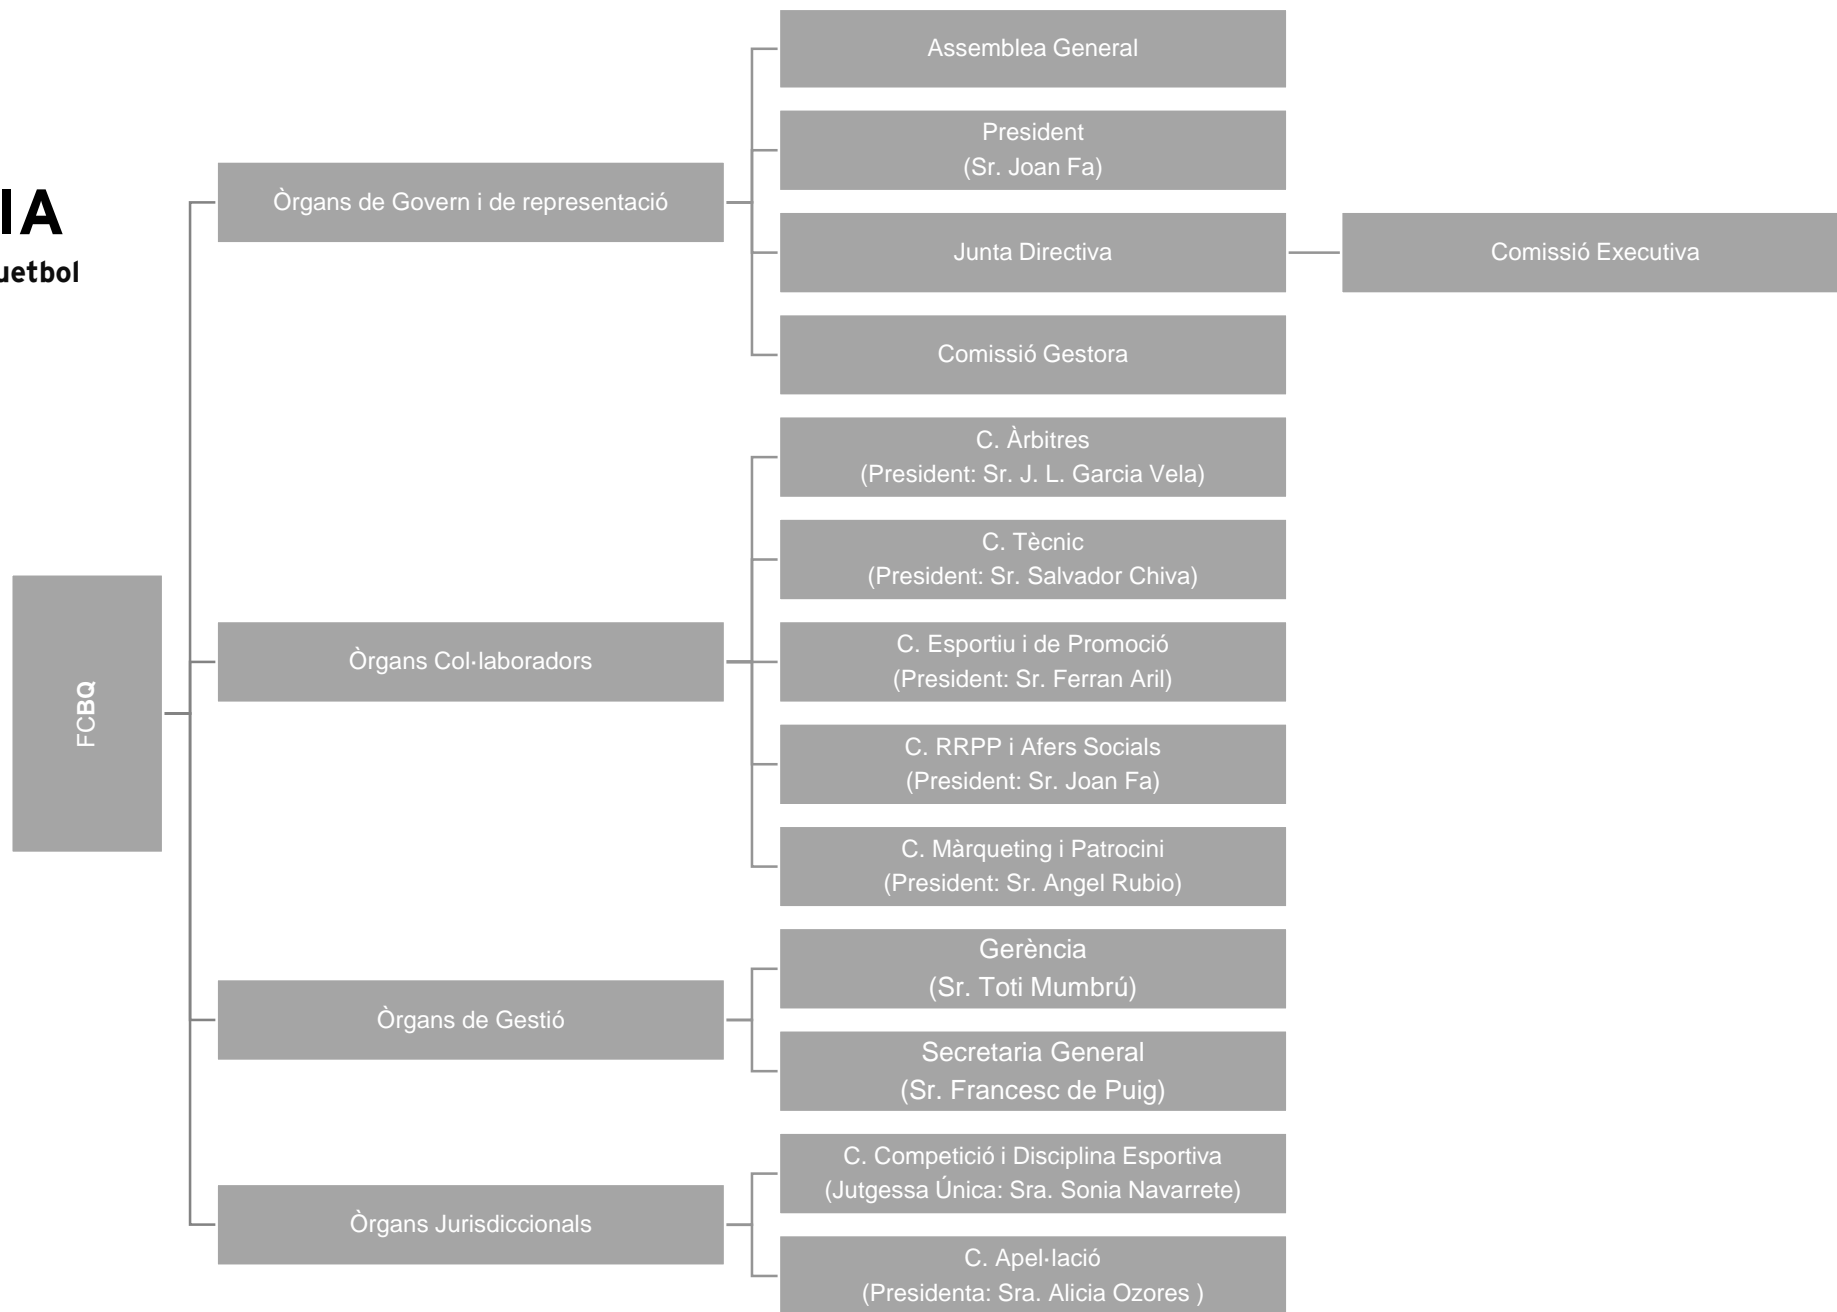 IA
uetbol
FCBQ
Òrgans de Govern i de representació
Assemblea General
President
(Sr. Joan Fa)
Junta Directiva
Comissió Executiva
Comissió Gestora
Òrgans Col·laboradors
C. Àrbitres
(President: Sr. J. L. Garcia Vela)
C. Tècnic
(President: Sr. Salvador Chiva)
C. Esportiu i de Promoció
(President: Sr. Ferran Aril)
C. RRPP i Afers Socials
(President: Sr. Joan Fa)
C. Màrqueting i Patrocini
(President: Sr. Angel Rubio)
Òrgans de Gestió
Gerència
(Sr. Toti Mumbrú)
Secretaria General
(Sr. Francesc de Puig)
Òrgans Jurisdiccionals
C. Competició i Disciplina Esportiva
(Jutgessa Única: Sra. Sonia Navarrete)
C. Apel·lació
(Presidenta: Sra. Alicia Ozores )